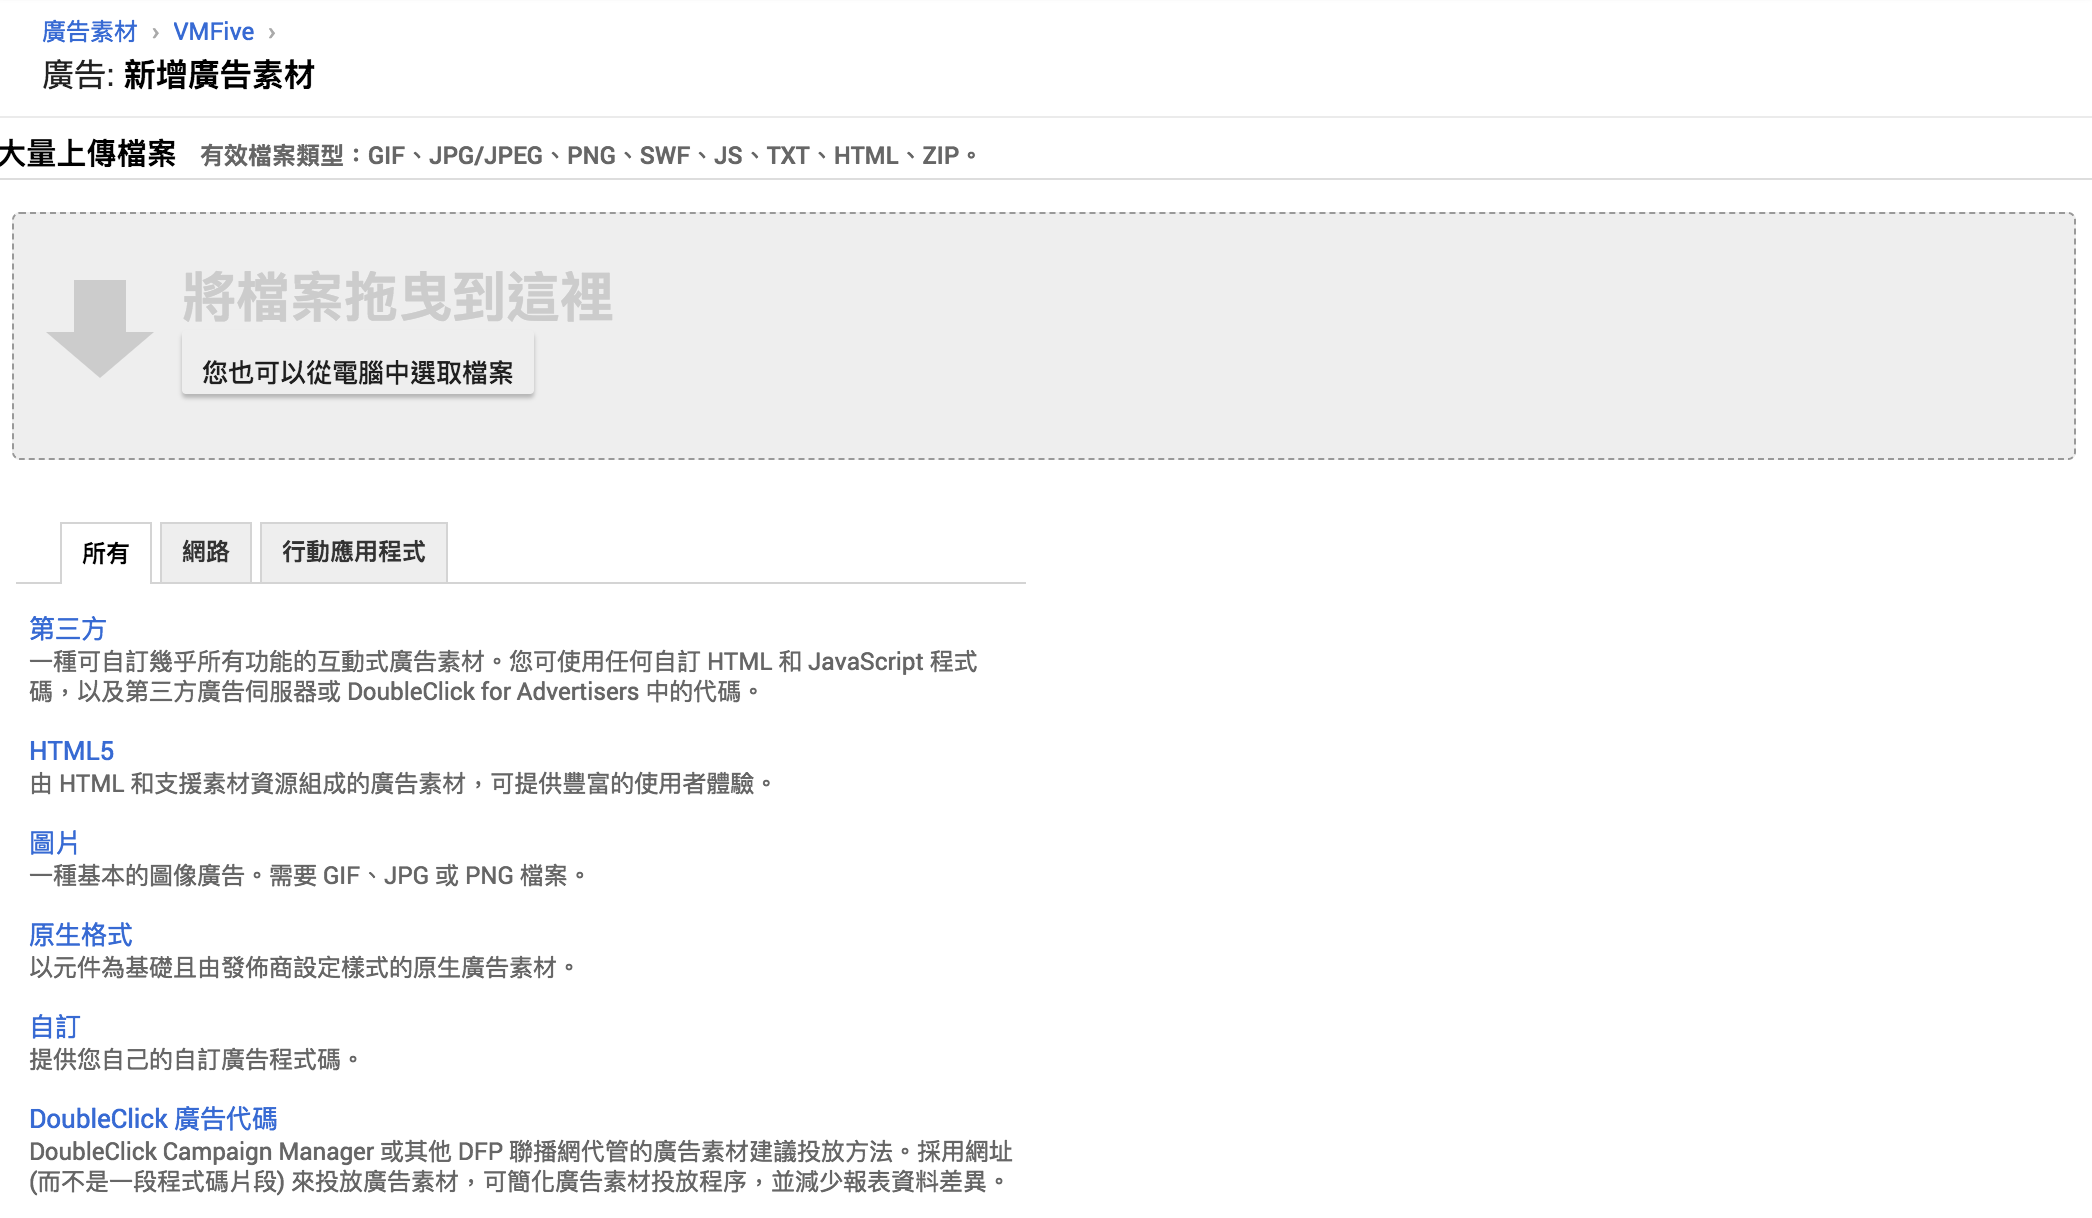 廣告素材 › VMFive ›
廣告: 新增廣告素材
大量上傳檔案 有效檔案類型：GIF、JPG/JPEG、PNG、SWF、JS、TXT、HTML、ZIP。
將檔案拖曳到這裡
您也可以從電腦中選取檔案
所有 網路 行動應用程式
第三方
一種可自訂幾乎所有功能的互動式廣告素材。您可使用任何自訂 HTML 和 JavaScript 程式
碼，以及第三方廣告伺服器或 DoubleClick for Advertisers 中的代碼。
HTML5
由 HTML 和支援素材資源組成的廣告素材，可提供豐富的使用者體驗。
圖片
一種基本的圖像廣告。需要 GIF、JPG 或 PNG 檔案。
原生格式
以元件為基礎且由發佈商設定樣式的原生廣告素材。
自訂
提供您自己的自訂廣告程式碼。
DoubleClick 廣告代碼
DoubleClick Campaign Manager 或其他 DFP 聯播網代管的廣告素材建議投放方法。採用網址
(而不是一段程式碼片段) 來投放廣告素材，可簡化廣告素材投放程序，並減少報表資料差異。